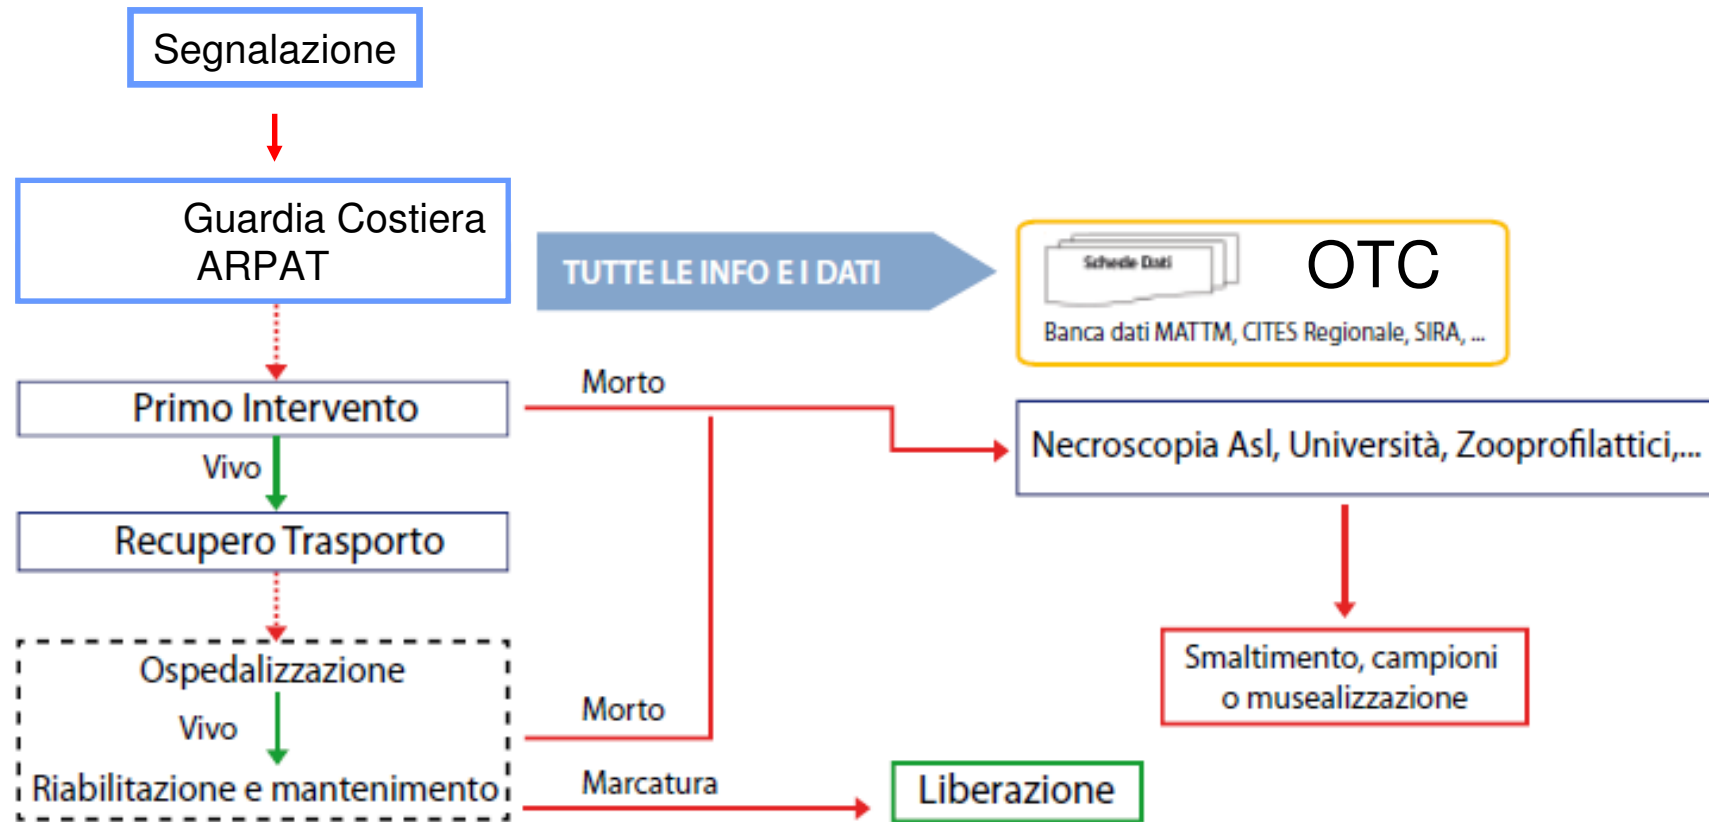 Segnalazione
Guardia Costiera
ARPAT
TUTTE LE INFO E I DATI
Schede Dati
OTC
Banca dati MATTM, CITES Regionale, SIRA, ...
Primo Intervento
Morto
Necroscopia Asl, Università, Zooprofilattici,...
Vivo
Recupero Trasporto
Ospedalizzazione
Vivo
Morto
Smaltimento, campioni
o musealizzazione
Riabilitazione e mantenimento
Marcatura
Liberazione